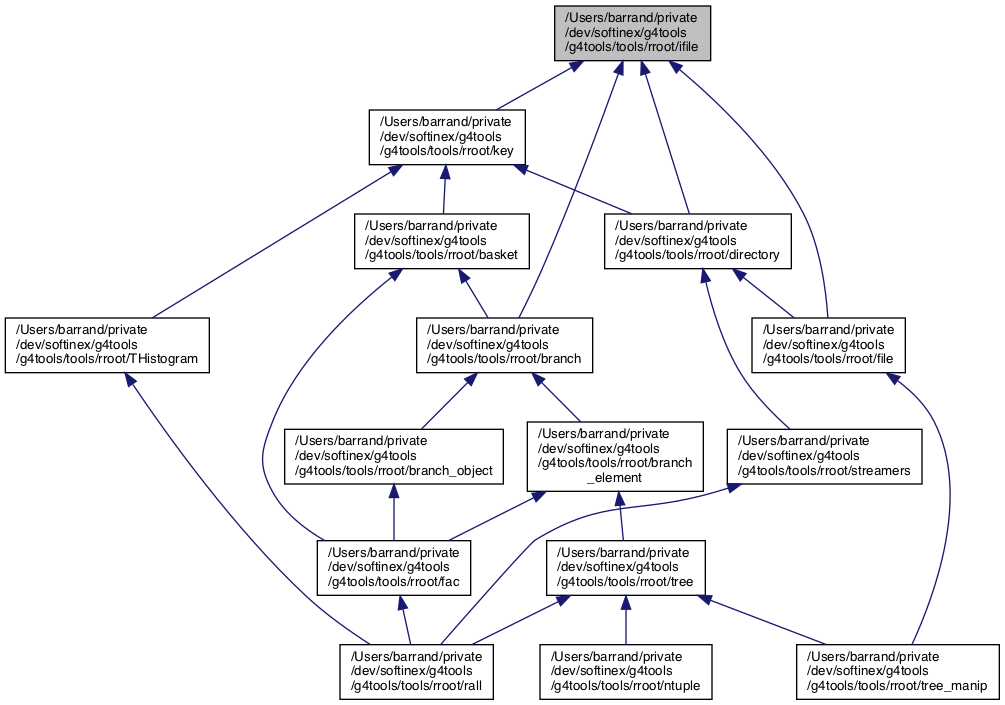 /Users/barrand/private
/dev/softinex/g4tools
/g4tools/tools/rroot/ifile
/Users/barrand/private
/dev/softinex/g4tools
/g4tools/tools/rroot/key
/Users/barrand/private
/dev/softinex/g4tools
/g4tools/tools/rroot/basket
/Users/barrand/private
/dev/softinex/g4tools
/g4tools/tools/rroot/directory
/Users/barrand/private
/dev/softinex/g4tools
/g4tools/tools/rroot/THistogram
/Users/barrand/private
/dev/softinex/g4tools
/g4tools/tools/rroot/branch
/Users/barrand/private
/dev/softinex/g4tools
/g4tools/tools/rroot/file
/Users/barrand/private
/dev/softinex/g4tools
/g4tools/tools/rroot/branch_object
/Users/barrand/private
/dev/softinex/g4tools
/g4tools/tools/rroot/branch
_element
/Users/barrand/private
/dev/softinex/g4tools
/g4tools/tools/rroot/streamers
/Users/barrand/private
/dev/softinex/g4tools
/g4tools/tools/rroot/fac
/Users/barrand/private
/dev/softinex/g4tools
/g4tools/tools/rroot/tree
/Users/barrand/private
/dev/softinex/g4tools
/g4tools/tools/rroot/rall
/Users/barrand/private
/dev/softinex/g4tools
/g4tools/tools/rroot/ntuple
/Users/barrand/private
/dev/softinex/g4tools
/g4tools/tools/rroot/tree_manip